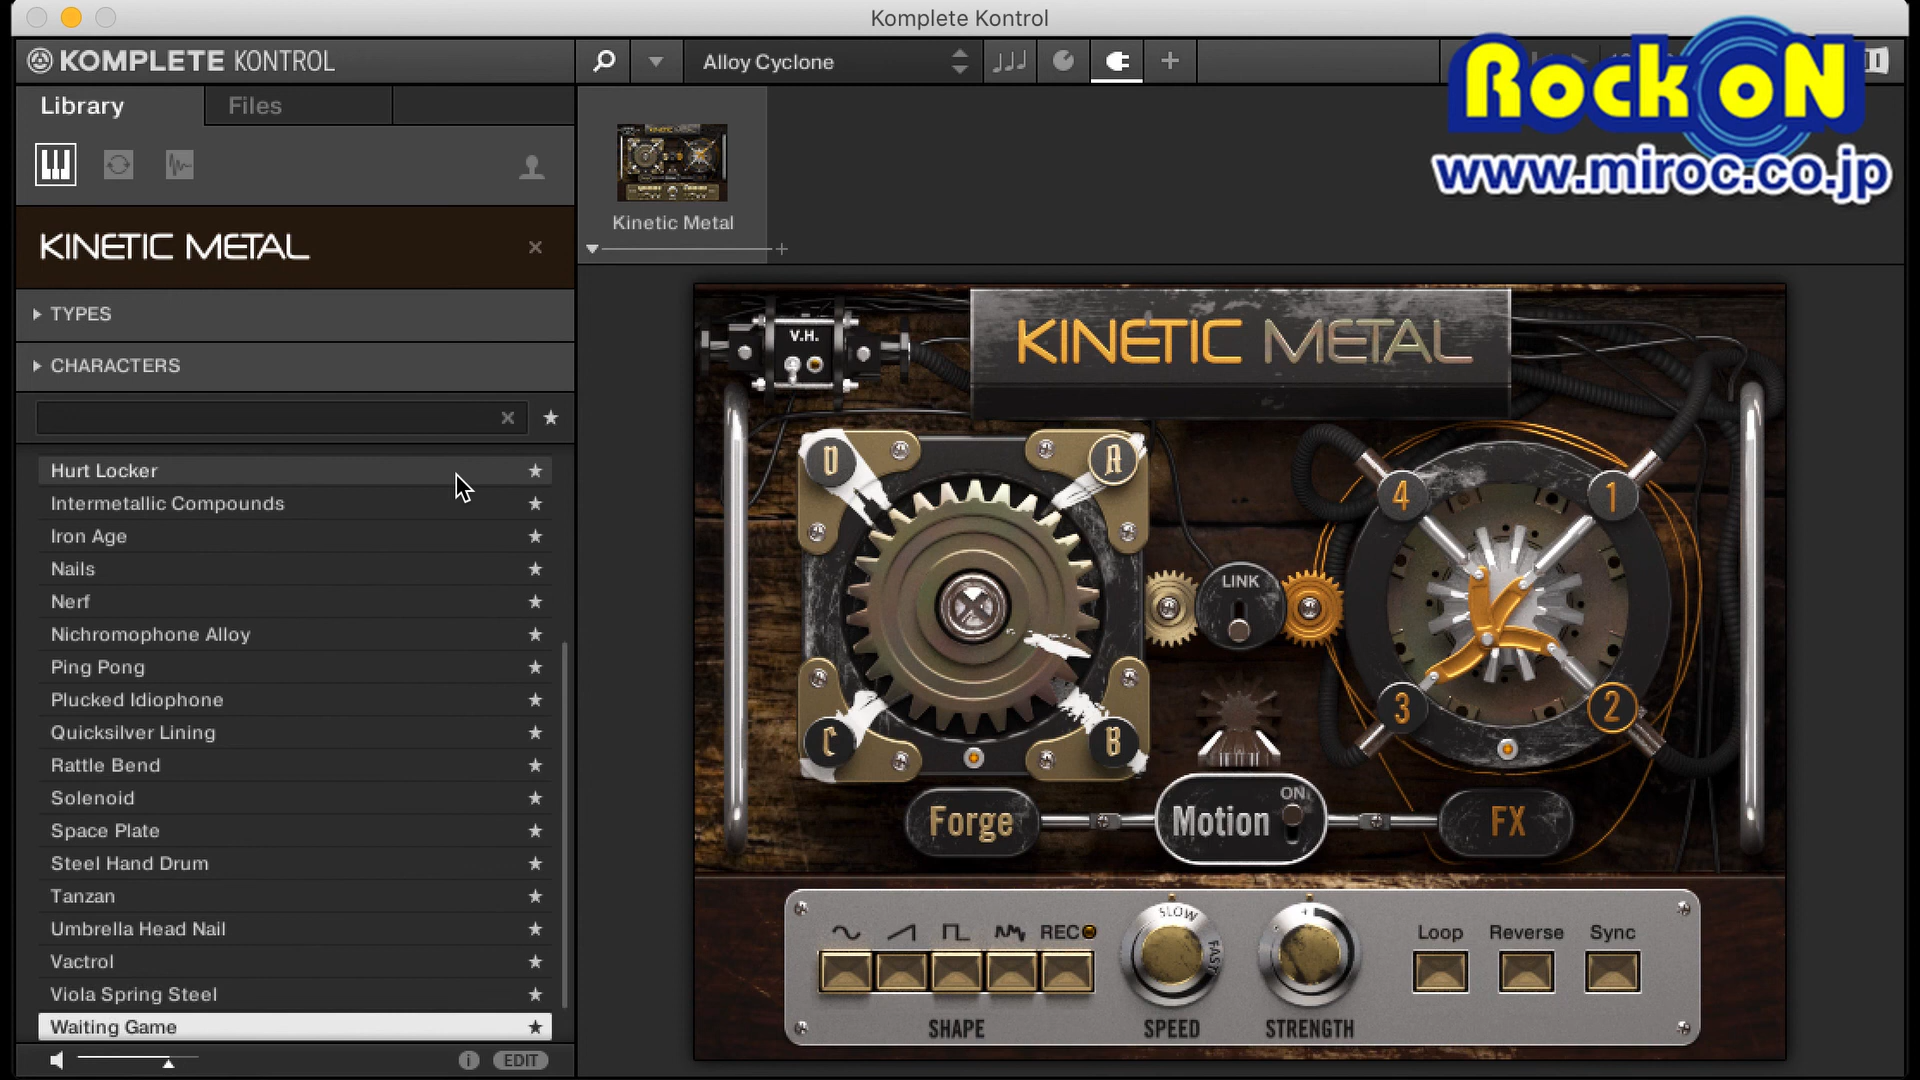 Komplete Kontrol
KOMPLETE KONTROL
Alloy Cyclone
Rock oN
www.miroc.co.jp
Library
Files
Kinetic Metal
KINETIC METAL
TYPES
CHARACTERS
Hurt Locker
Intermetallic Compounds
Iron Age
Nails
Nerf
Nichromophone Alloy
Ping Pong
Plucked Idiophone
Quicksilver Lining
Rattle Bend
Solenoid
Space Plate
Steel Hand Drum
Tanzan
Umbrella Head Nail
Vactrol
Viola Spring Steel
Waiting Game
EDIT
V.H.
KINETIC METAL
D
A
4
1
LINK
C
B
3
2
Forge
Motion
ON
FX
REC
SLOW
FAST
Loop
Reverse
Sync
SHAPE
SPEED
STRENGTH